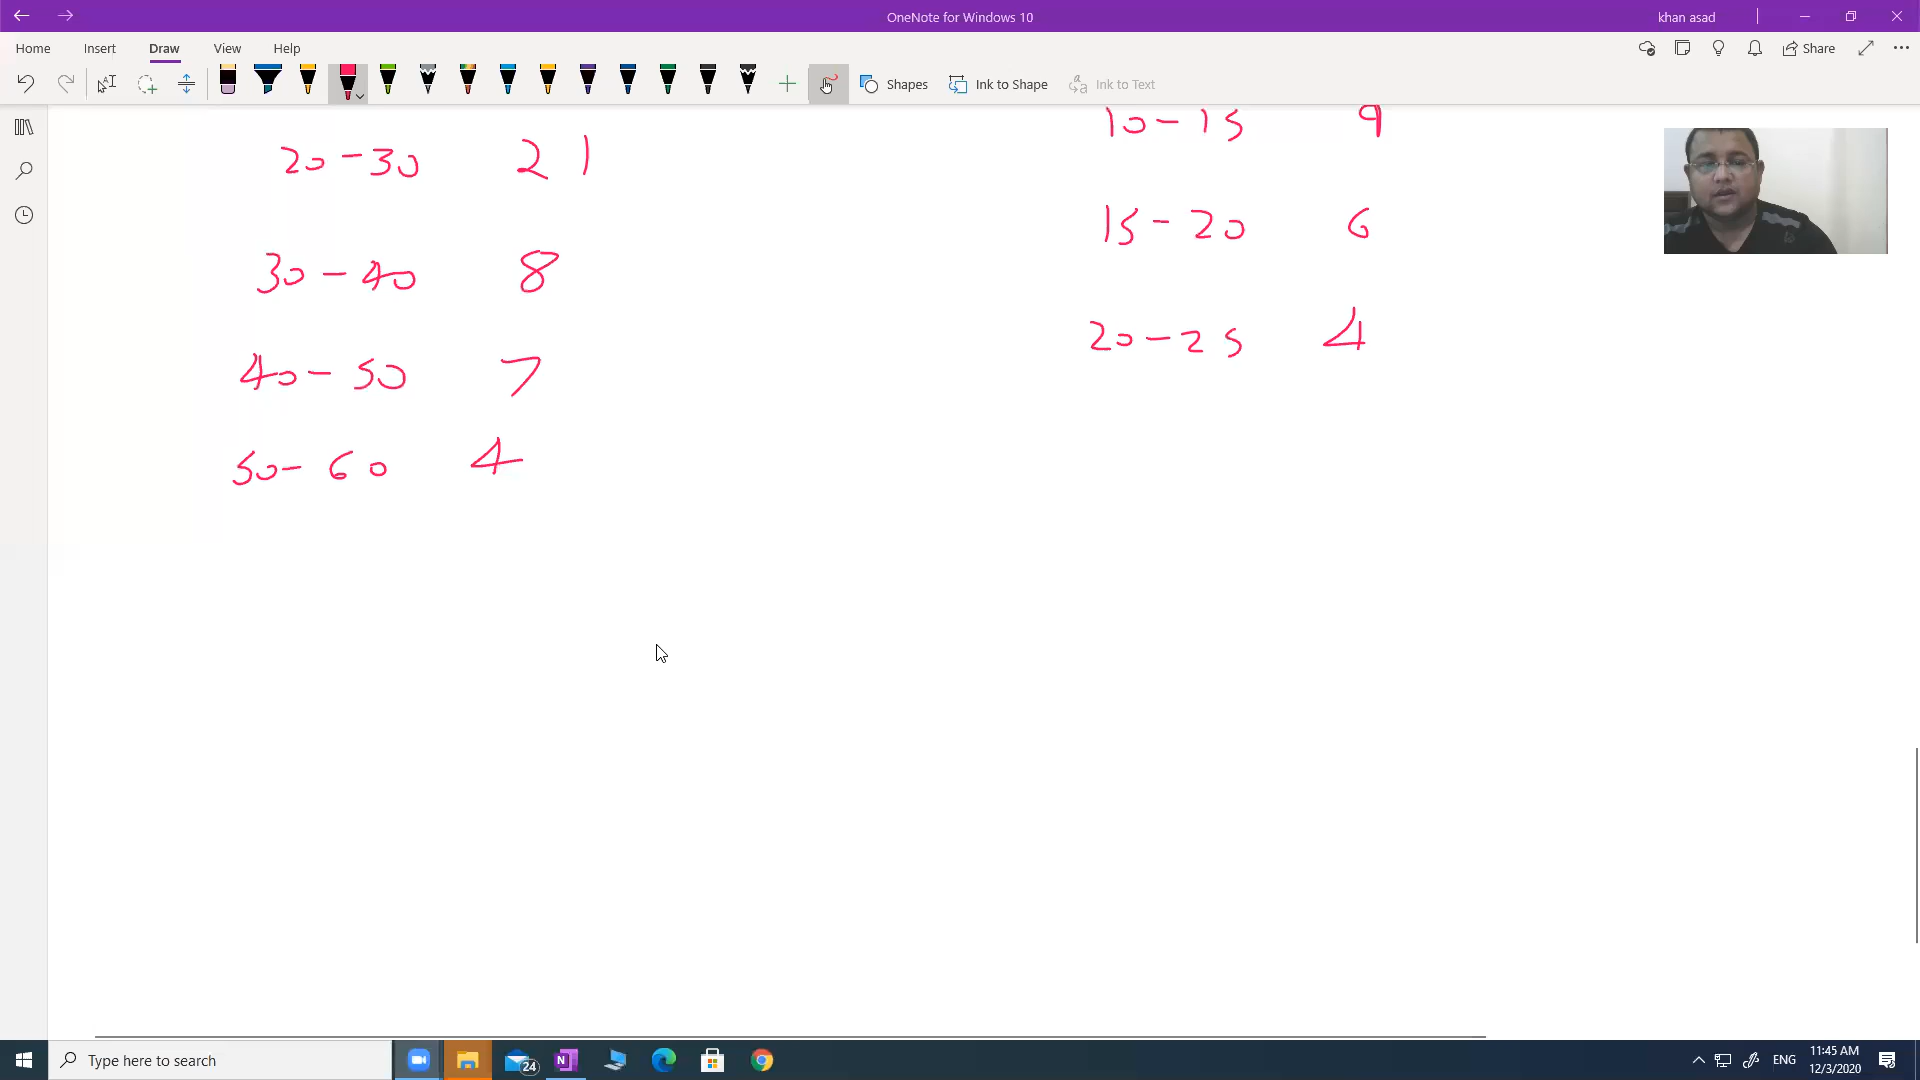 OneNote for Windows 10
khan asad
Home Insert Draw View Help
Share
Shapes
Ink to Shape
Ink to Text
20-30 21
30-40 8
40-50 7
50-60 4
10-15 9
15-20 6
20-25 4
Type here to search
24
ENG
11:45 AM
12/3/2020